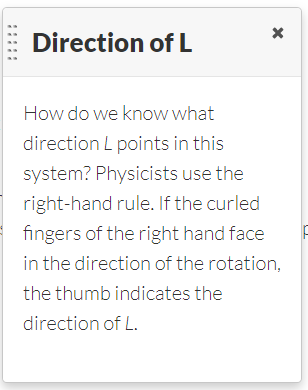 Direction of L
How do we know what
direction L points in this
system? Physicists use the
right-hand rule. If the curled
fingers of the right hand face
in the direction of the rotation,
the thumb indicates the
direction of L.